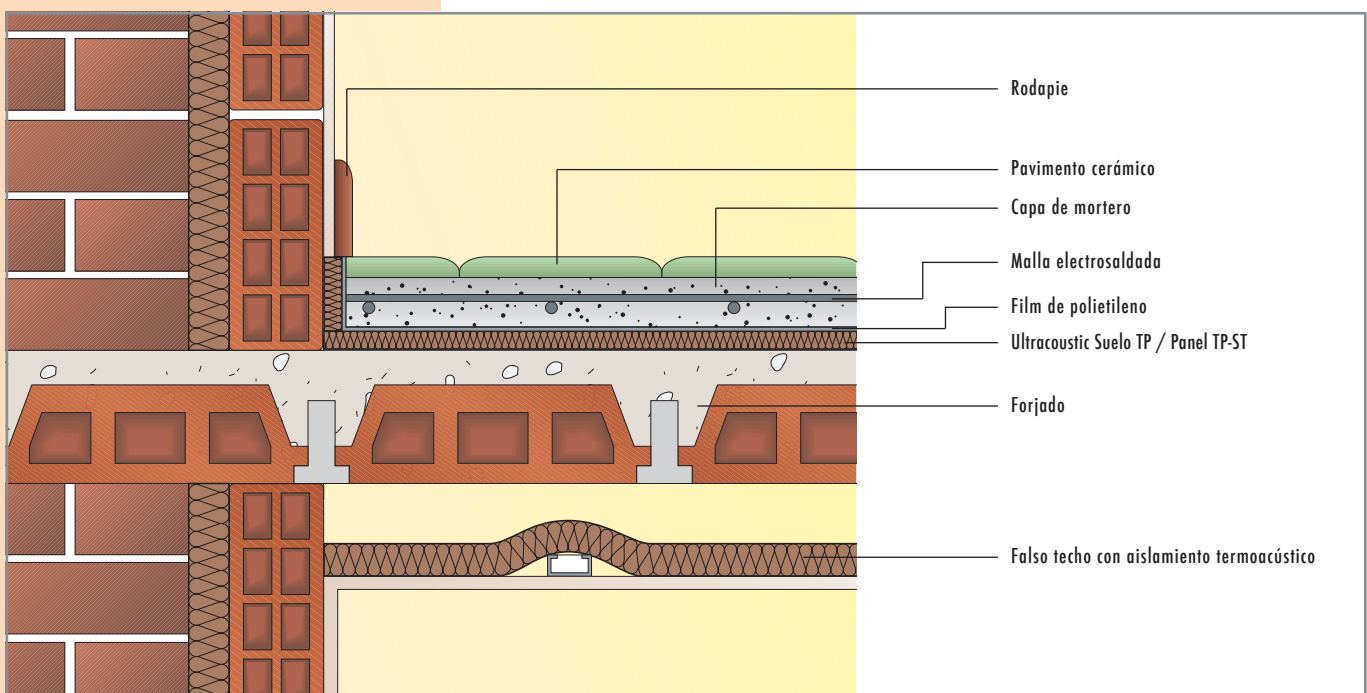 Rodapie
Pavimento cerámico
Capa de mortero
Malla electrosaldada
Film de polietileno
Ultracoustic Suelo TP / Panel TP-ST
Forjado
Falso techo con aislamiento termoacústico